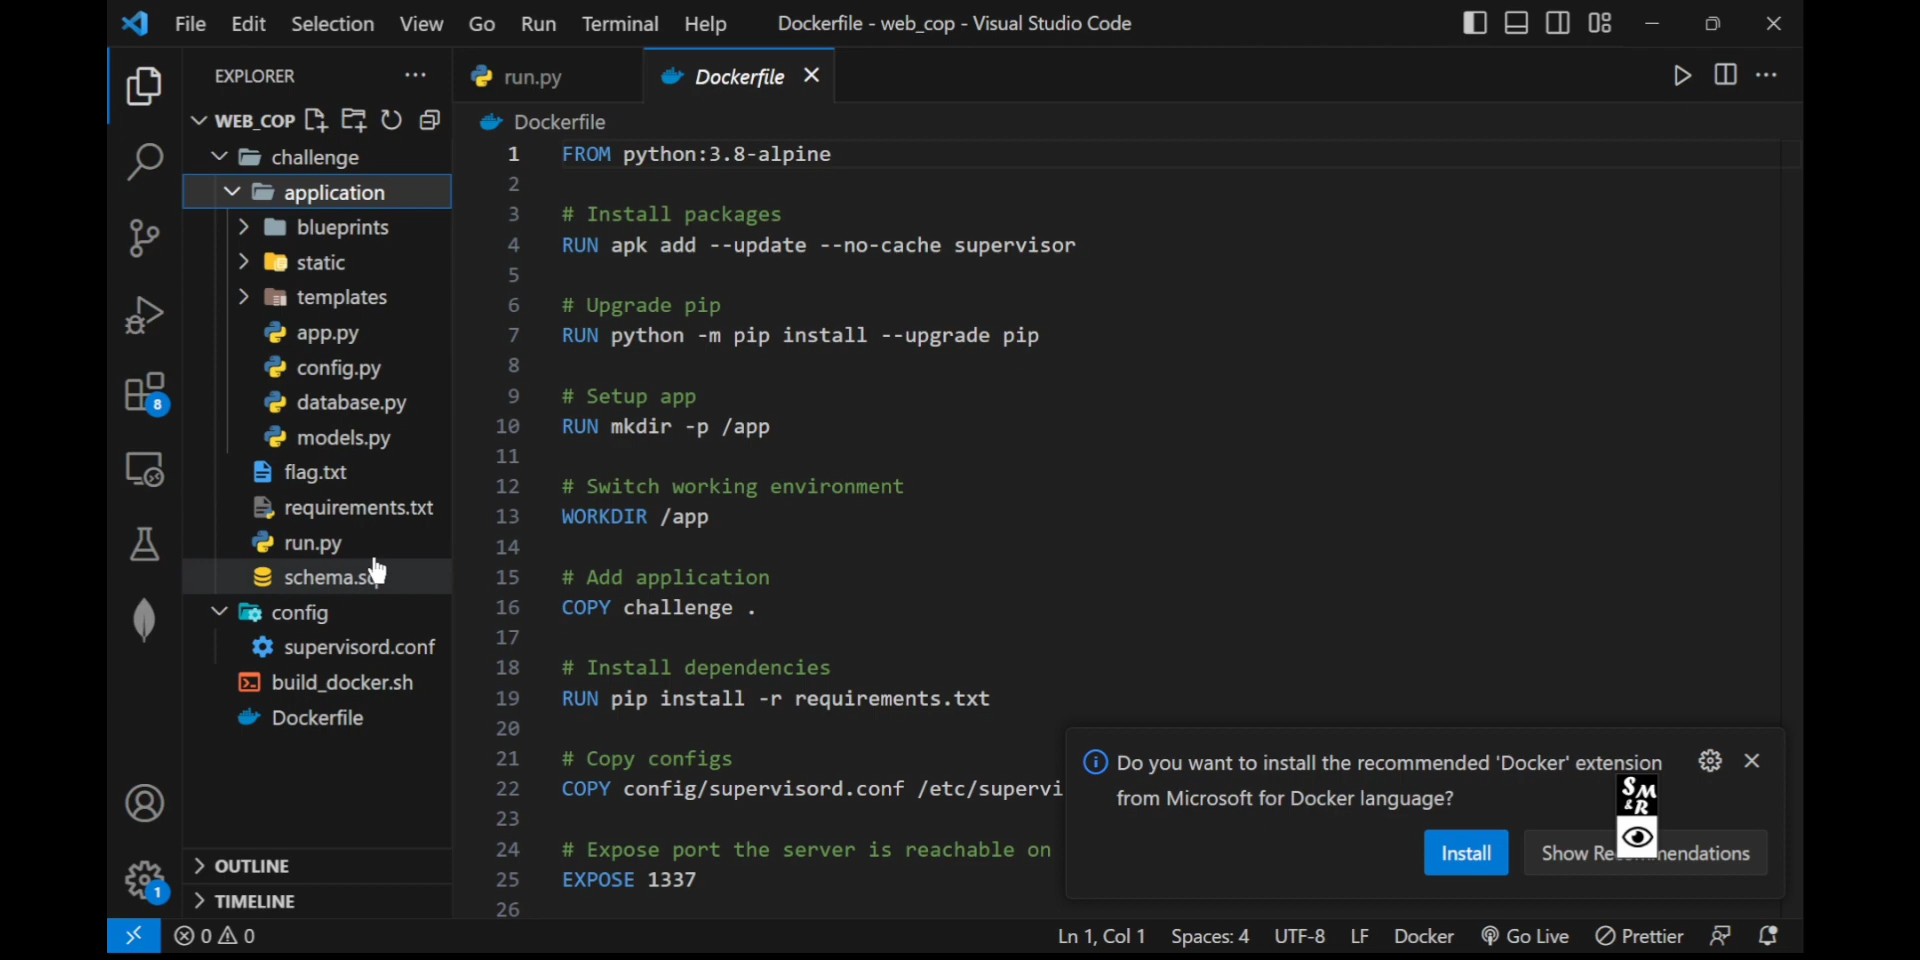 File Edit Selection View Go Run Terminal Help Dockerfile - web_cop - Visual Studio Code
EXPLORER
WEB_COP
challenge
application
blueprints
static
templates
app.py
config.py
database.py
models.py
flag.txt
requirements.txt
run.py
schema.s
config
supervisord.conf
build_docker.sh
Dockerfile
OUTLINE
TIMELINE
8
1
run.py Dockerfile
Dockerfile
1 FROM python:3.8-alpine
2
3 # Install packages
4 RUN apk add --update --no-cache supervisor
5
6 # Upgrade pip
7 RUN python -m pip install --upgrade pip
8
9 # Setup app
10 RUN mkdir -p /app
11
12 # Switch working environment
13 WORKDIR /app
14
15 # Add application
16 COPY challenge .
17
18 # Install dependencies
19 RUN pip install -r requirements.txt
20
21 # Copy configs
22 COPY config/supervisord.conf /etc/supervi
23
24 # Expose port the server is reachable on
25 EXPOSE 1337
26
Do you want to install the recommended 'Docker' extension
from Microsoft for Docker language?
SM
&R
Install Show Re mendations
0 0 Ln 1, Col 1 Spaces: 4 UTF-8 LF Docker Go Live Prettier